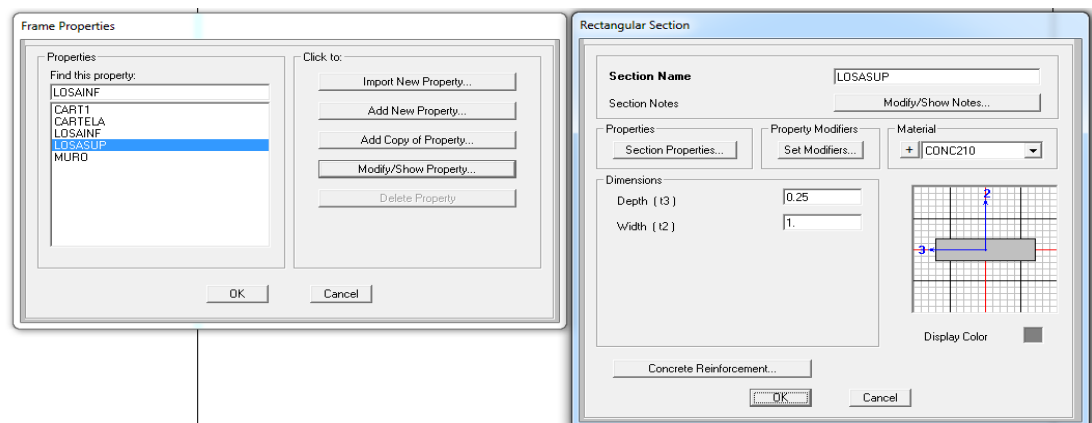 Frame Properties
Properties
Find this property:
LOSAINF
CART1
CARTELA
LOSAINF
LOSASUP
MURO
Click to:
Import New Property...
Add New Property...
Add Copy of Property...
Modify/Show Property...
Delete Property
OK
Cancel
Rectangular Section
Section Name
LOSASUP
Section Notes
Modify/Show Notes...
Properties
Section Properties...
Property Modifiers
Set Modifiers...
Material
+
CONC210
Dimensions
Depth ( t3 )
0.25
Width ( t2 )
1.
2
3
Display Color
Concrete Reinforcement...
OK
Cancel